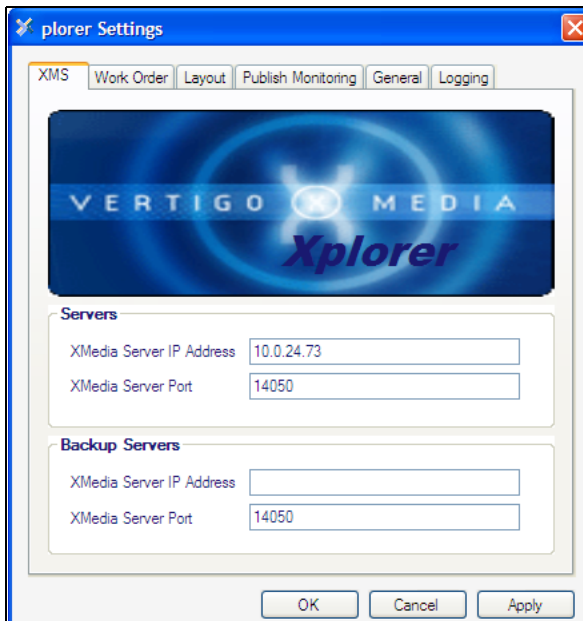 plorer Settings
XMS Work Order Layout Publish Monitoring General Logging
VERTIGO X MEDIA
Xplorer
Servers
XMedia Server IP Address 10.0.24.73
XMedia Server Port 14050
Backup Servers
XMedia Server IP Address
XMedia Server Port 14050
OK Cancel Apply